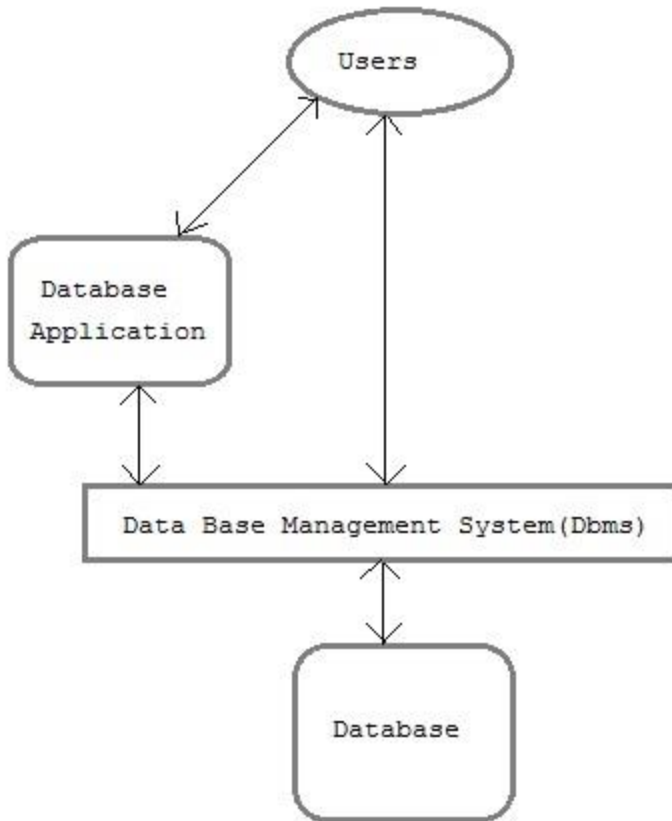 Users
Database
Application
Data Base Management System(Dbms)
Database